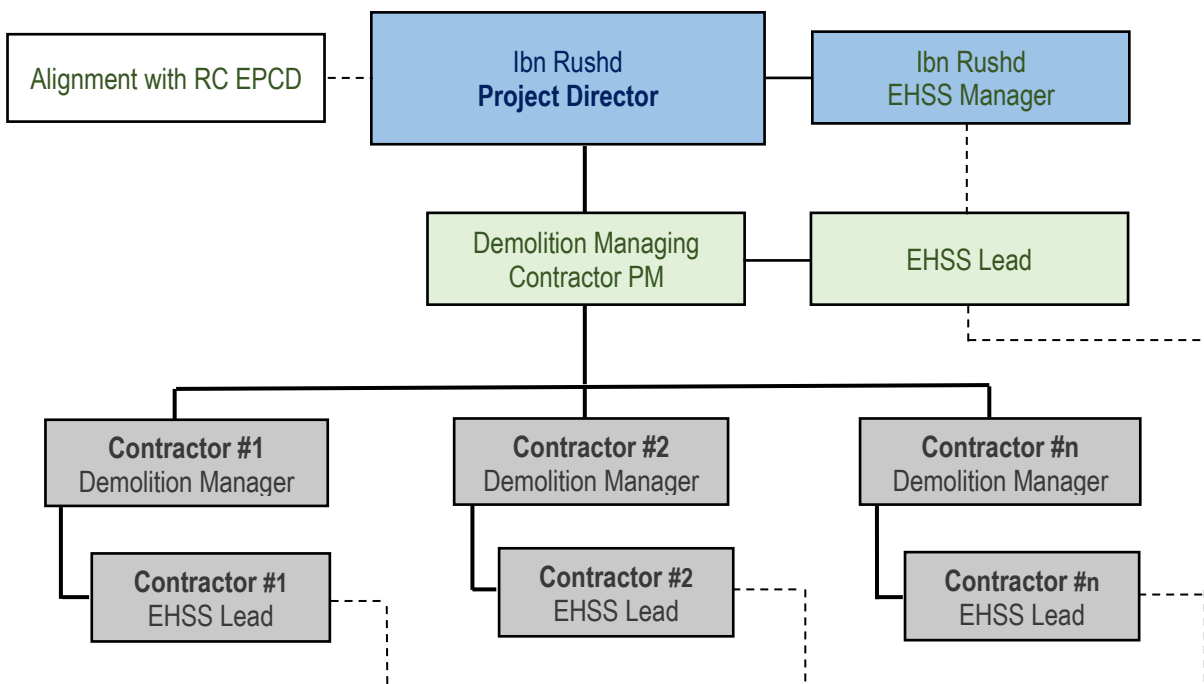 Alignment with RC EPCD
Ibn Rushd
Project Director
Ibn Rushd
EHSS Manager
Demolition Managing
Contractor PM
EHSS Lead
Contractor #1
Demolition Manager
Contractor #2
Demolition Manager
Contractor #n
Demolition Manager
Contractor #1
EHSS Lead
Contractor #2
EHSS Lead
Contractor #n
EHSS Lead